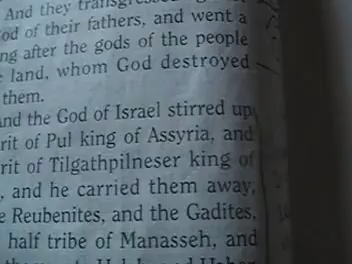 And they
od of their fathers, and went a
ng after the gods of the people
e land, whom God destroyed
them.
And the God of Israel stirred up
rit of Pul king of Assyria, and
rit of Tilgathpilneser king of
, and he carried them away,
e Reubenites, and the Gadites,
half tribe of Manasseh, and